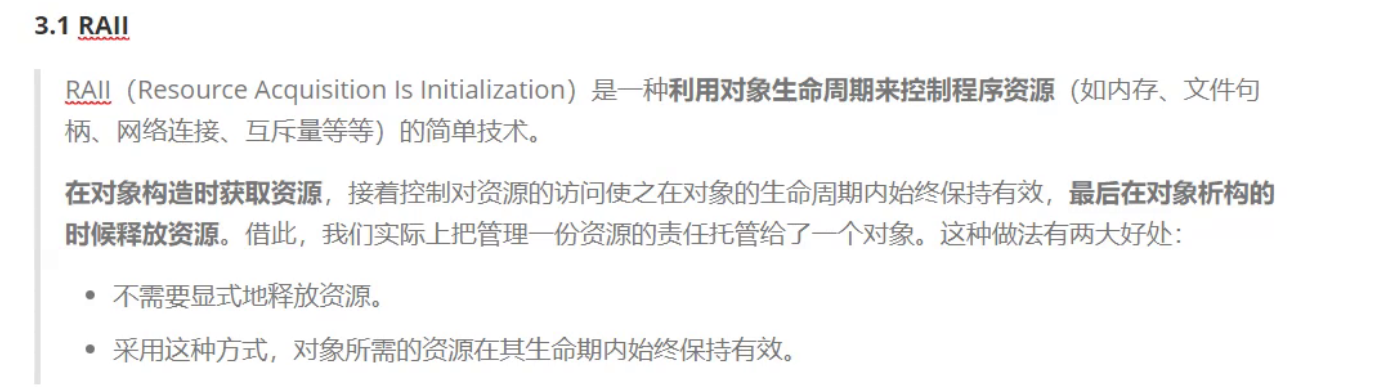 3.1 RAII
RAII（Resource Acquisition Is Initialization）是一种利用对象生命周期来控制程序资源（如内存、文件句
柄、网络连接、互斥量等等）的简单技术。
在对象构造时获取资源，接着控制对资源的访问使之在对象的生命周期内始终保持有效，最后在对象析构的
时候释放资源。借此，我们实际上把管理一份资源的责任托管给了一个对象。这种做法有两大好处：
• 不需要显式地释放资源。
• 采用这种方式，对象所需的资源在其生命期内始终保持有效。